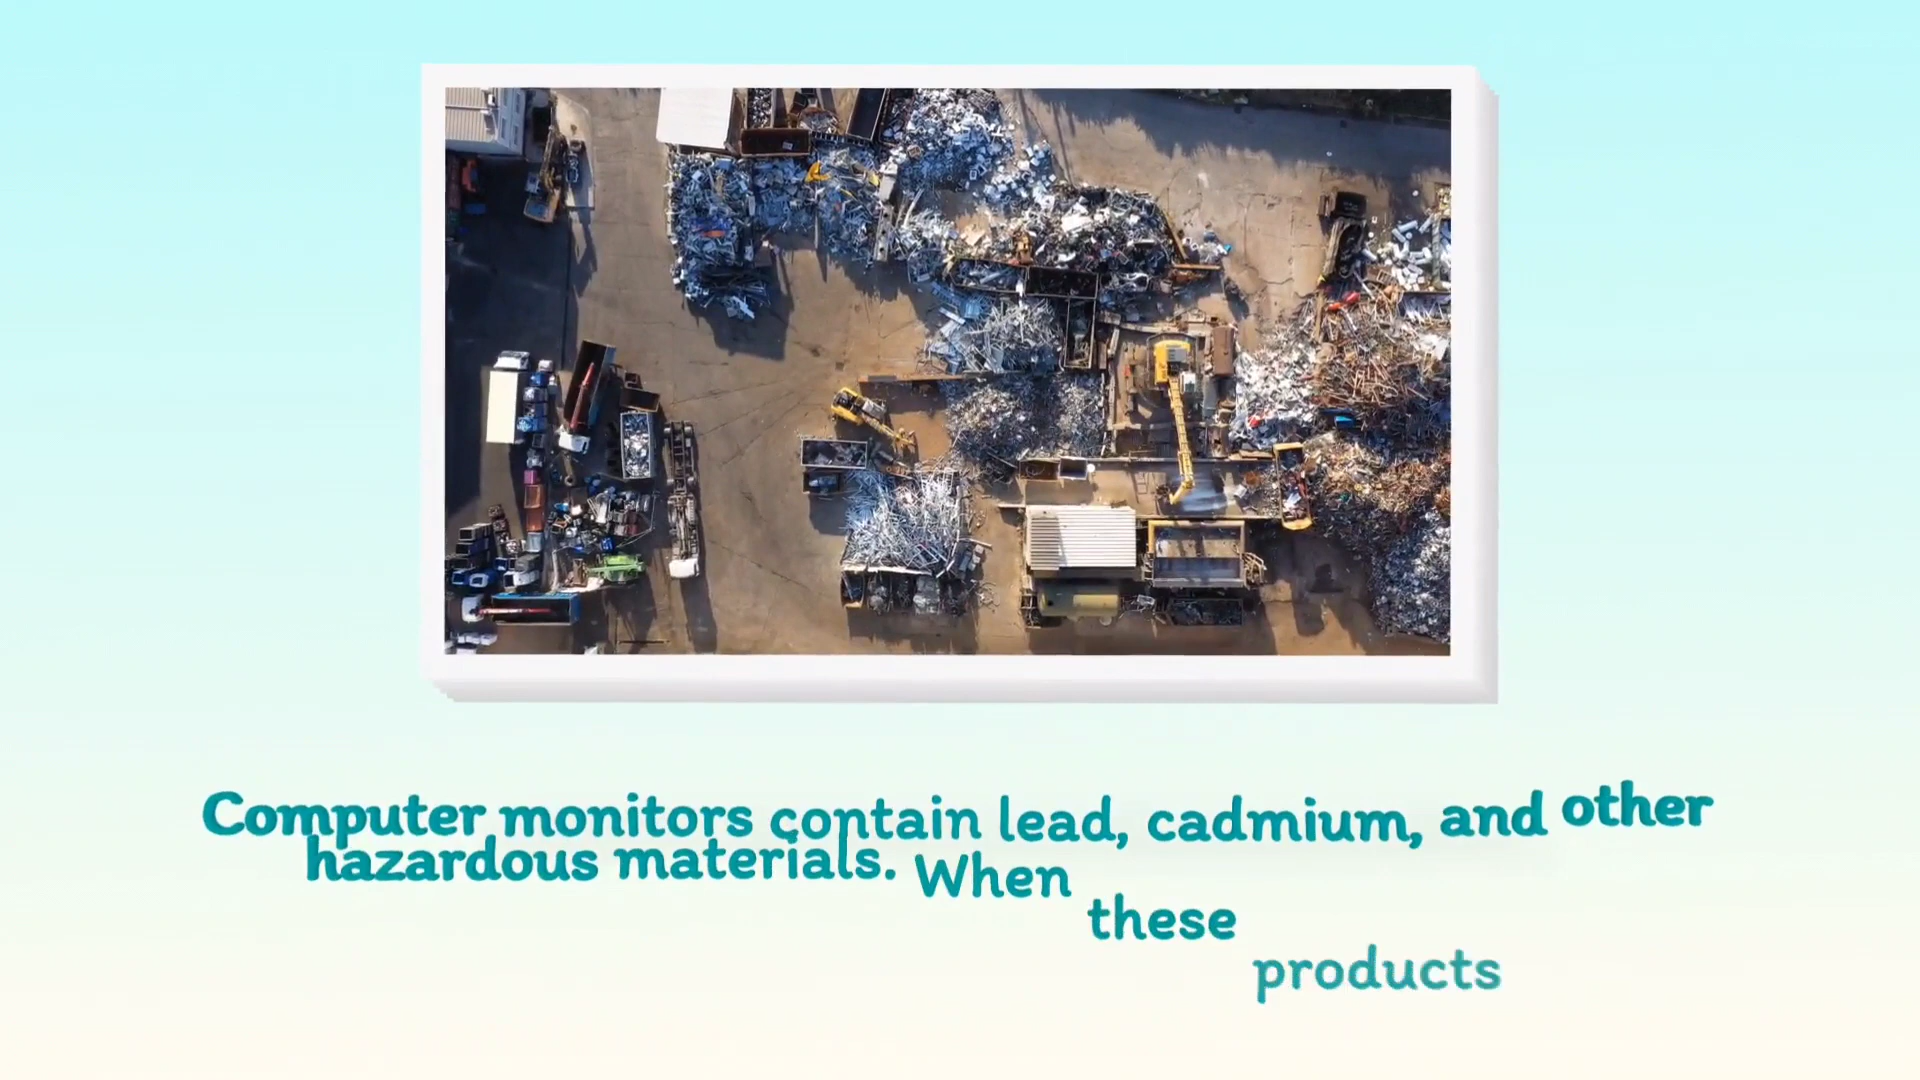 Computer monitors contain lead, cadmium, and other
hazardous materials. When these products